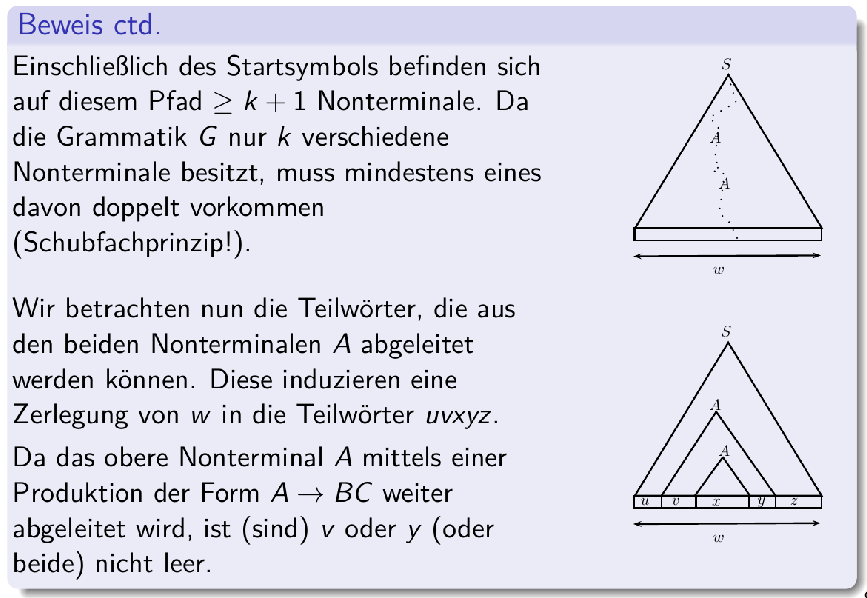 Beweis ctd.
Einschließlich des Startsymbols befinden sich
auf diesem Pfad ≥ k + 1 Nonterminale. Da
die Grammatik G nur k verschiedene
Nonterminale besitzt, muss mindestens eines
davon doppelt vorkommen
(Schubfachprinzip!).
S
A
A
w
Wir betrachten nun die Teilwörter, die aus
den beiden Nonterminalen A abgeleitet
werden können. Diese induzieren eine
Zerlegung von w in die Teilwörter uvxyz.
Da das obere Nonterminal A mittels einer
Produktion der Form A → BC weiter
abgeleitet wird, ist (sind) v oder y (oder
beide) nicht leer.
S
A
A
u v x y z
w